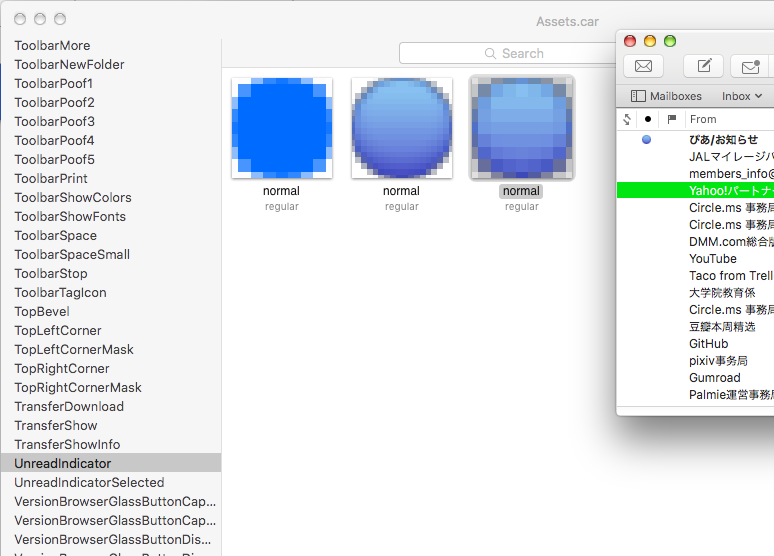 Assets.car
Search
ToolbarMore
ToolbarNewFolder
ToolbarPoof1
ToolbarPoof2
ToolbarPoof3
ToolbarPoof4
ToolbarPoof5
ToolbarPrint
ToolbarShowColors
ToolbarShowFonts
ToolbarSpace
ToolbarSpaceSmall
ToolbarStop
ToolbarTagIcon
TopBevel
TopLeftCorner
TopLeftCornerMask
TopRightCorner
TopRightCornerMask
TransferDownload
TransferShow
TransferShowInfo
UnreadIndicator
UnreadIndicatorSelected
VersionBrowserGlassButtonCap...
VersionBrowserGlassButtonCap...
VersionBrowserGlassButtonDis...
normal
regular
normal
regular
normal
regular
Mailboxes
Inbox
From
ぴあ/お知らせ
JALマイレージバ
members_info@
Yahoo!パートナー
Circle.ms 事務局
Circle.ms 事務局
DMM.com総合版
YouTube
Taco from Trell
大学院教育係
Circle.ms 事務局
豆瓣本周精选
GitHub
pixiv事务局
Gumroad
Palmie運営事務局